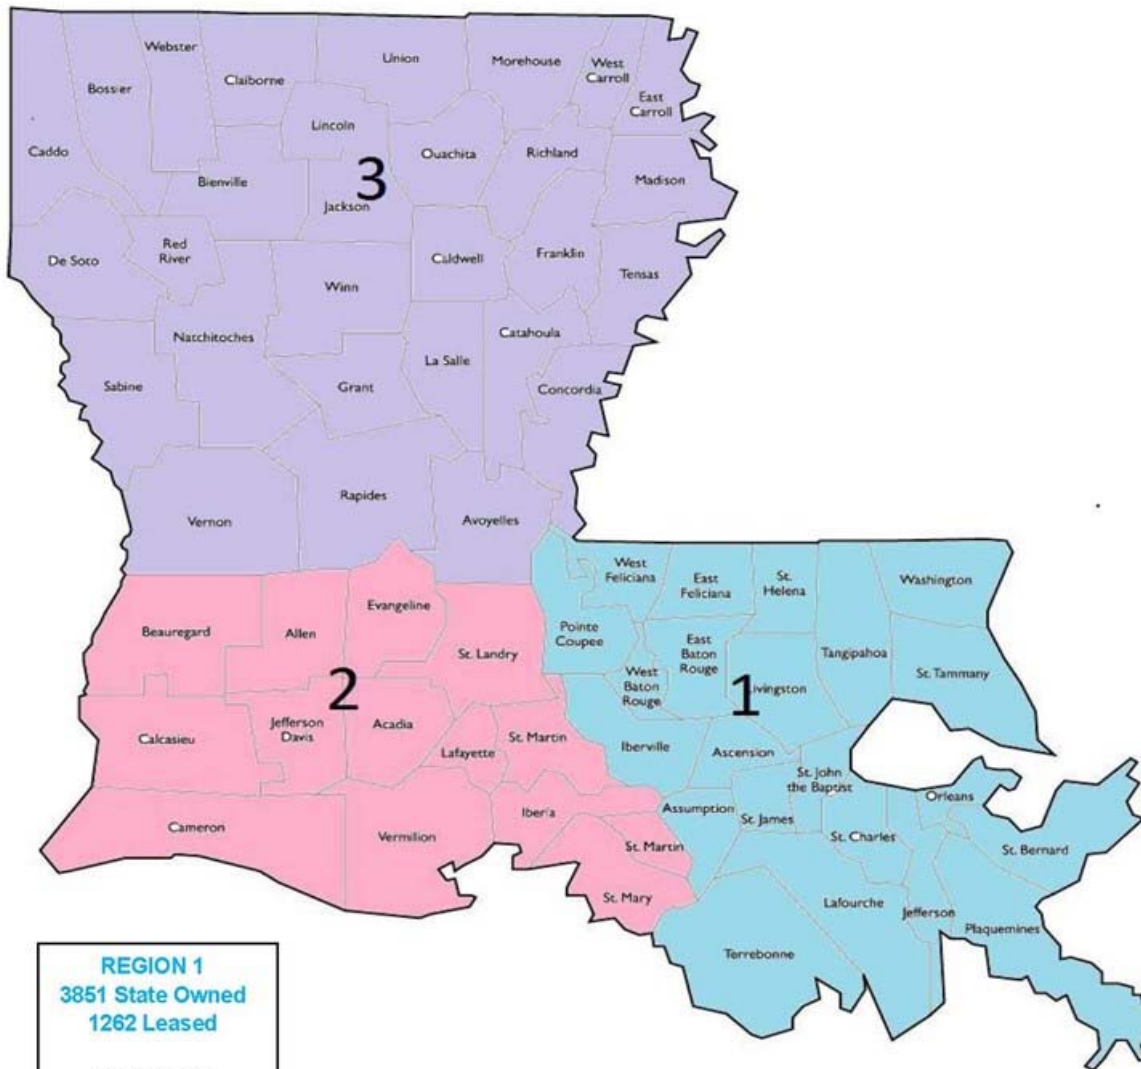 Webster
Union
Morehouse
West
Carroll
Claiborne
Bossier
East
Carroll
Lincoln
Caddo
Ouachita
Richland
3
Madison
Bienville
Jackson
Red
River
De Soto
Caldwell
Franklin
Tensas
Winn
Natchitoches
Catahoula
La Salle
Sabine
Grant
Concordia
Rapides
Vernon
Avoyelles
West
Feliciana
East
Feliciana
St.
Helena
Washington
Evangeline
Beauregard
Allen
Pointe
Coupee
East
Baton
Rouge
St. Landry
Tangipahoa
St. Tammany
West
Baton
Rouge
2
1
Livingston
Jefferson
Davis
Acadia
Calcasieu
Lafayette
St. Martin
Iberville
Ascension
St. John
the Baptist
Orleans
Cameron
Vermilion
Iberia
Assumption
St. James
St. Charles
St. Martin
St. Bernard
St. Mary
Lafourche
Jefferson
Plaquemines
Terrebonne
REGION 1
3851 State Owned
1262 Leased